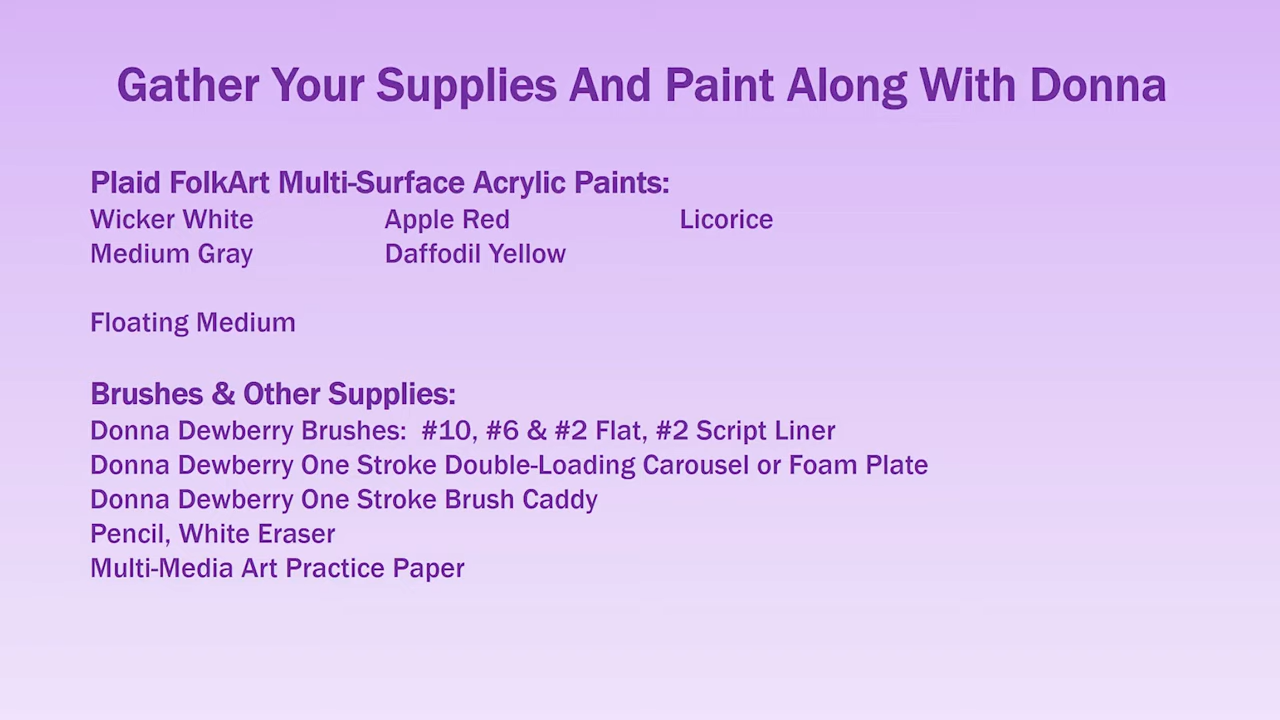 Gather Your Supplies And Paint Along With Donna
Plaid FolkArt Multi-Surface Acrylic Paints:
Wicker White Apple Red Licorice
Medium Gray Daffodil Yellow
Floating Medium
Brushes & Other Supplies:
Donna Dewberry Brushes: #10, #6 & #2 Flat, #2 Script Liner
Donna Dewberry One Stroke Double-Loading Carousel or Foam Plate
Donna Dewberry One Stroke Brush Caddy
Pencil, White Eraser
Multi-Media Art Practice Paper